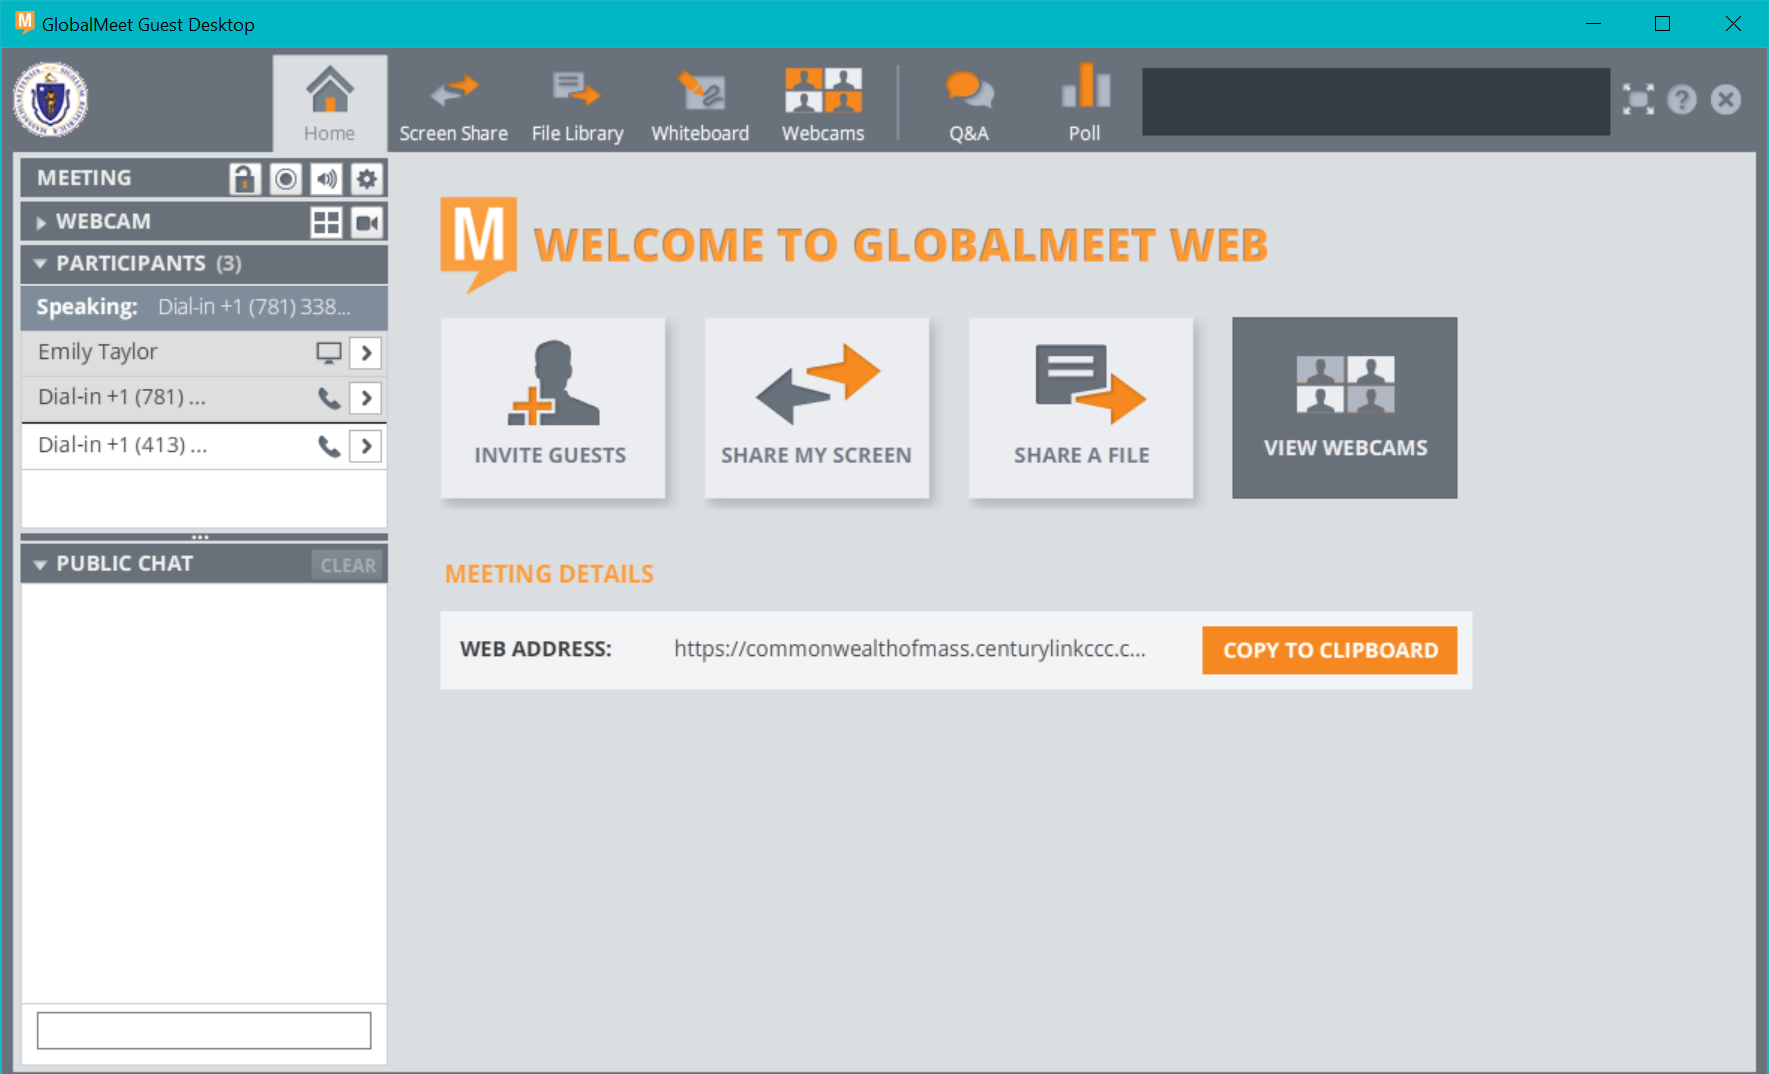 M GlobalMeet Guest Desktop
Home
Screen Share
File Library
Whiteboard
Webcams
Q&A
Poll
?
MEETING
WEBCAM
PARTICIPANTS (3)
Speaking: Dial-in +1 (781) 338...
Emily Taylor
Dial-in +1 (781) ...
Dial-in +1 (413) ...
PUBLIC CHAT
CLEAR
M WELCOME TO GLOBALMEET WEB
INVITE GUESTS
SHARE MY SCREEN
SHARE A FILE
VIEW WEBCAMS
MEETING DETAILS
WEB ADDRESS: https://commonwealthofmass.centurylinkccc.c... COPY TO CLIPBOARD